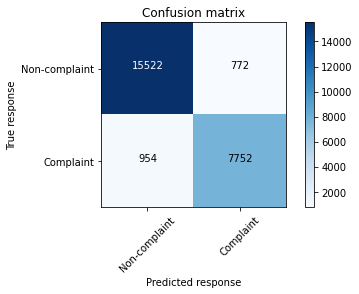 Confusion matrix
True response
Non-complaint
15522 772
Complaint
954 7752
Non-complaint
Complaint
Predicted response
14000
12000
10000
8000
6000
4000
2000